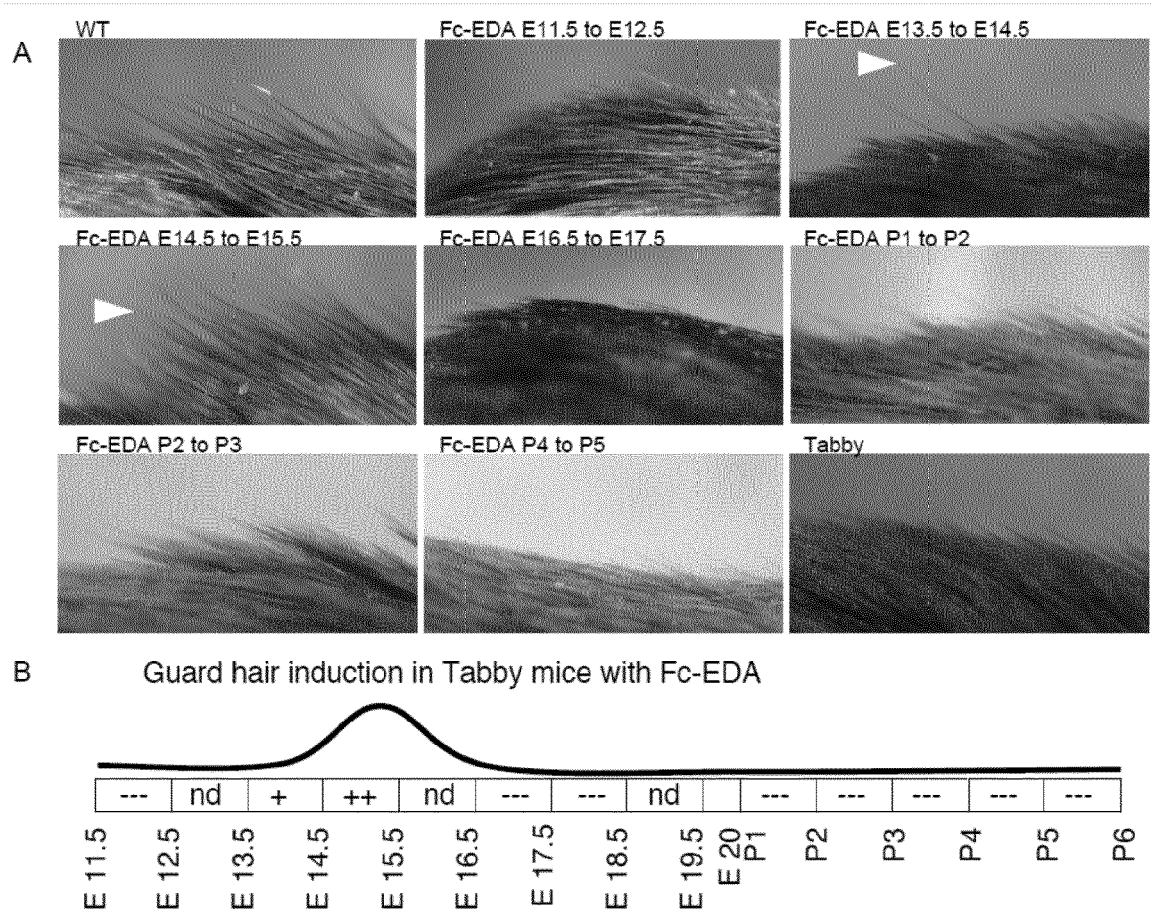 A
WT
Fc-EDA E11.5 to E12.5
Fc-EDA E13.5 to E14.5
Fc-EDA E14.5 to E15.5
Fc-EDA E16.5 to E17.5
Fc-EDA P1 to P2
Fc-EDA P2 to P3
Fc-EDA P4 to P5
Tabby
B Guard hair induction in Tabby mice with Fc-EDA
--- nd + ++ nd --- --- nd --- --- --- --- ---
E 11.5 E 12.5 E 13.5 E 14.5 E 15.5 E 16.5 E 17.5 E 18.5 E 19.5 E 20 P1 P2 P3 P4 P5 P6